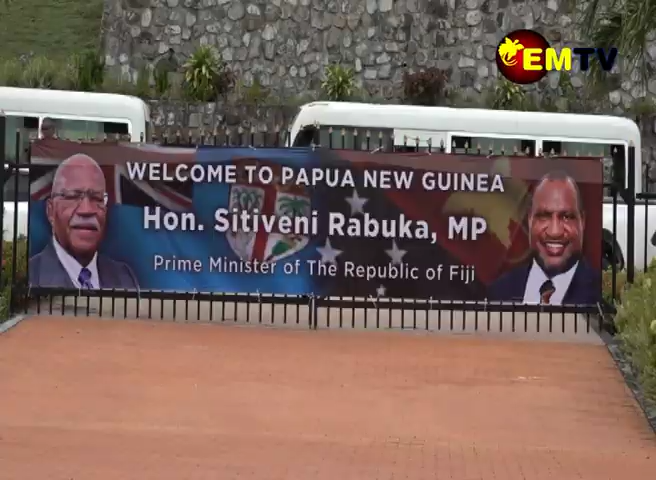 EMTV
WELCOME TO PAPUA NEW GUINEA
Hon. Sitiveni Rabuka, MP
Prime Minister of The Republic of Fiji